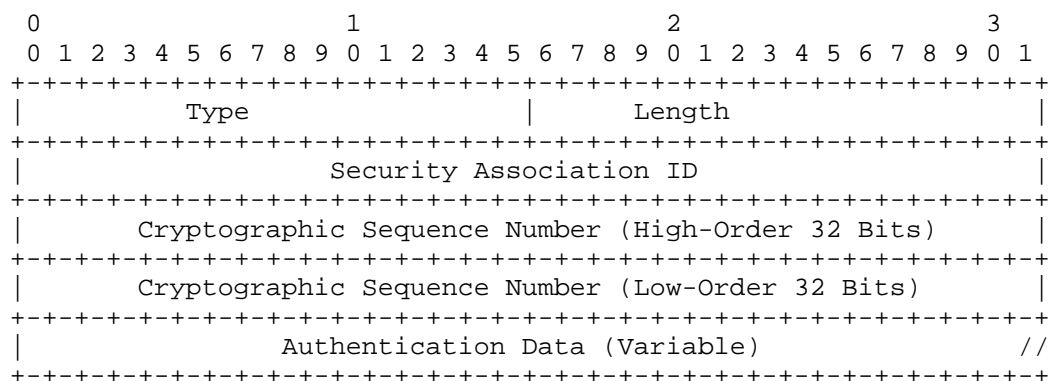 0                   1                   2                   3
 0 1 2 3 4 5 6 7 8 9 0 1 2 3 4 5 6 7 8 9 0 1 2 3 4 5 6 7 8 9 0 1
+-+-+-+-+-+-+-+-+-+-+-+-+-+-+-+-+-+-+-+-+-+-+-+-+-+-+-+-+-+-+-+-+
|          Type                 |      Length                   |
+-+-+-+-+-+-+-+-+-+-+-+-+-+-+-+-+-+-+-+-+-+-+-+-+-+-+-+-+-+-+-+-+
|                   Security Association ID                     |
+-+-+-+-+-+-+-+-+-+-+-+-+-+-+-+-+-+-+-+-+-+-+-+-+-+-+-+-+-+-+-+-+
|       Cryptographic Sequence Number (High-Order 32 Bits)      |
+-+-+-+-+-+-+-+-+-+-+-+-+-+-+-+-+-+-+-+-+-+-+-+-+-+-+-+-+-+-+-+-+
|       Cryptographic Sequence Number (Low-Order 32 Bits)       |
+-+-+-+-+-+-+-+-+-+-+-+-+-+-+-+-+-+-+-+-+-+-+-+-+-+-+-+-+-+-+-+-+
|                Authentication Data (Variable)                //
+-+-+-+-+-+-+-+-+-+-+-+-+-+-+-+-+-+-+-+-+-+-+-+-+-+-+-+-+-+-+-+-+